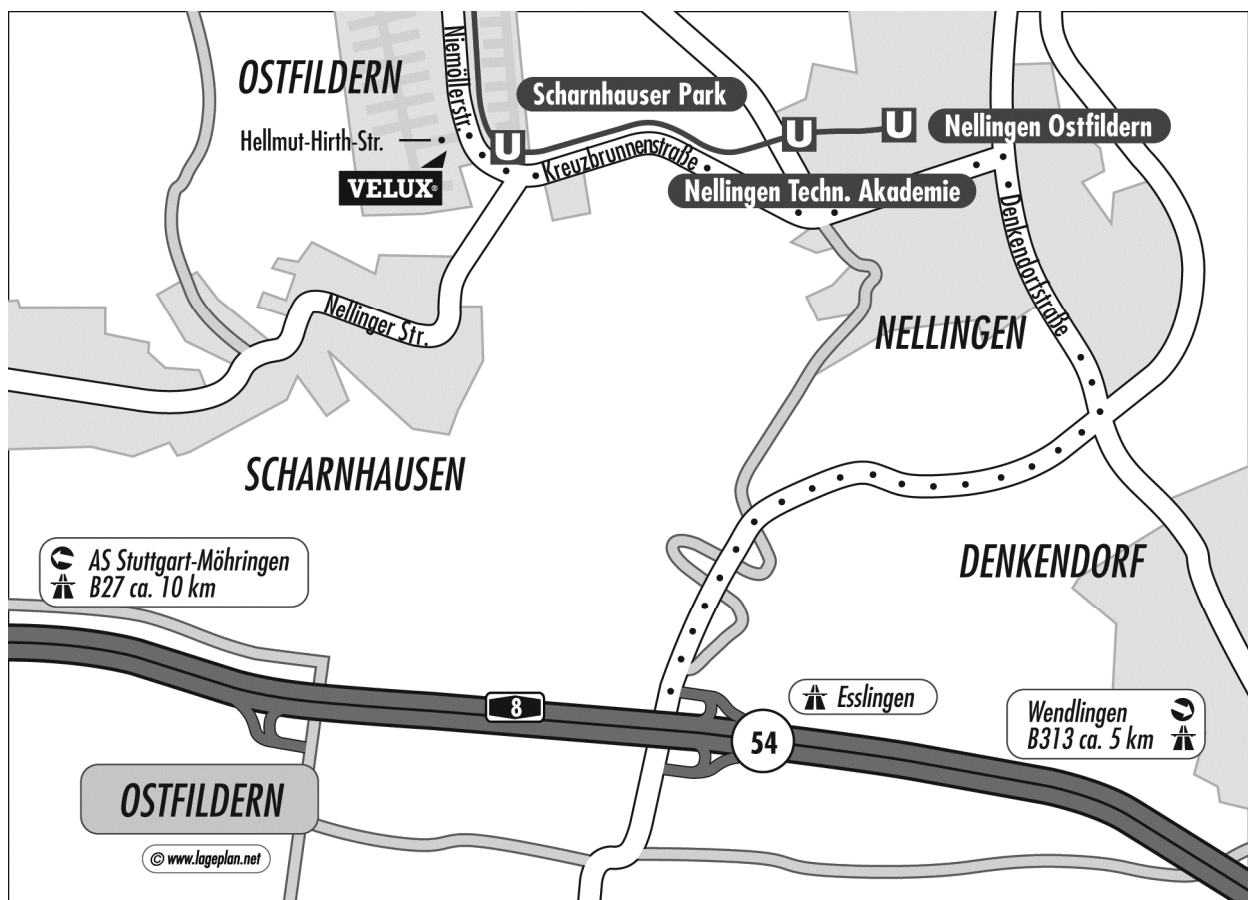 OSTFILDERN
Niemöllerstr.
Scharnhauser Park
Hellmut-Hirth-Str.
VELUX®
U
U
U
Nellingen Ostfildern
Kreuzbrunnenstraße
Nellingen Techn. Akademie
Denkendorfstraße
Nellinger Str.
NELLINGEN
SCHARNHAUSEN
AS Stuttgart-Möhringen
B27 ca. 10 km
DENKENDORF
8
Esslingen
54
Wendlingen
B313 ca. 5 km
OSTFILDERN
© www.lageplan.net